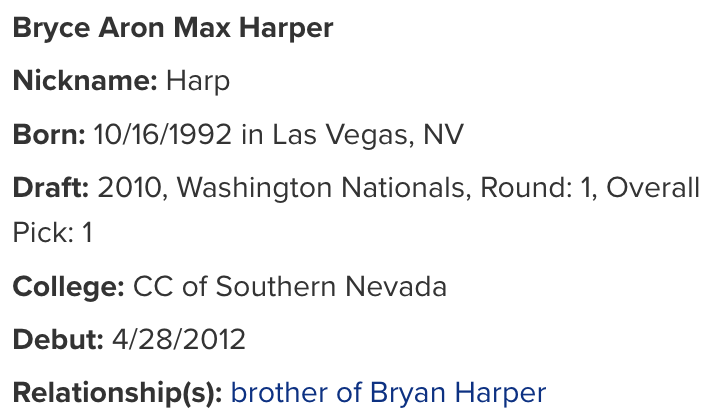 Bryce Aron Max Harper
Nickname: Harp
Born: 10/16/1992 in Las Vegas, NV
Draft: 2010, Washington Nationals, Round: 1, Overall
Pick: 1
College: CC of Southern Nevada
Debut: 4/28/2012
Relationship(s): brother of Bryan Harper